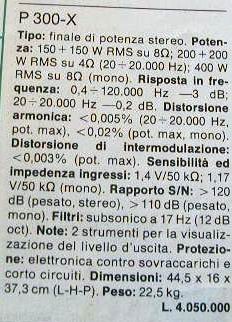 P 300-X
Tipo: finale di potenza stereo. Poten-
za: 150 + 150 W RMS su 8Ω; 200 + 200
W RMS su 4Ω (20 ÷ 20.000 Hz); 400 W
RMS su 8Ω (mono). Risposta in fre-
quenza: 0,4 ÷ 120.000 Hz —3 dB;
20 ÷ 20.000 Hz —0,2 dB. Distorsione
armonica: <0,005% (20 ÷ 20.000 Hz,
pot. max), <0,02% (pot. max, mono).
Distorsione di intermodulazione:
<0,003% (pot. max). Sensibilità ed
impedenza ingressi: 1,4 V/50 kΩ; 1,17
V/50 kΩ (mono). Rapporto S/N: >120
dB (pesato, stereo), >110 dB (pesato,
mono). Filtri: subsonico a 17 Hz (12 dB
oct). Note: 2 strumenti per la visualiz-
zazione del livello d'uscita. Protezio-
ne: elettronica contro sovraccarichi e
corto circuiti. Dimensioni: 44,5 x 16 x
37,3 cm (L-H-P). Peso: 22,5 kg.
L. 4.050.000